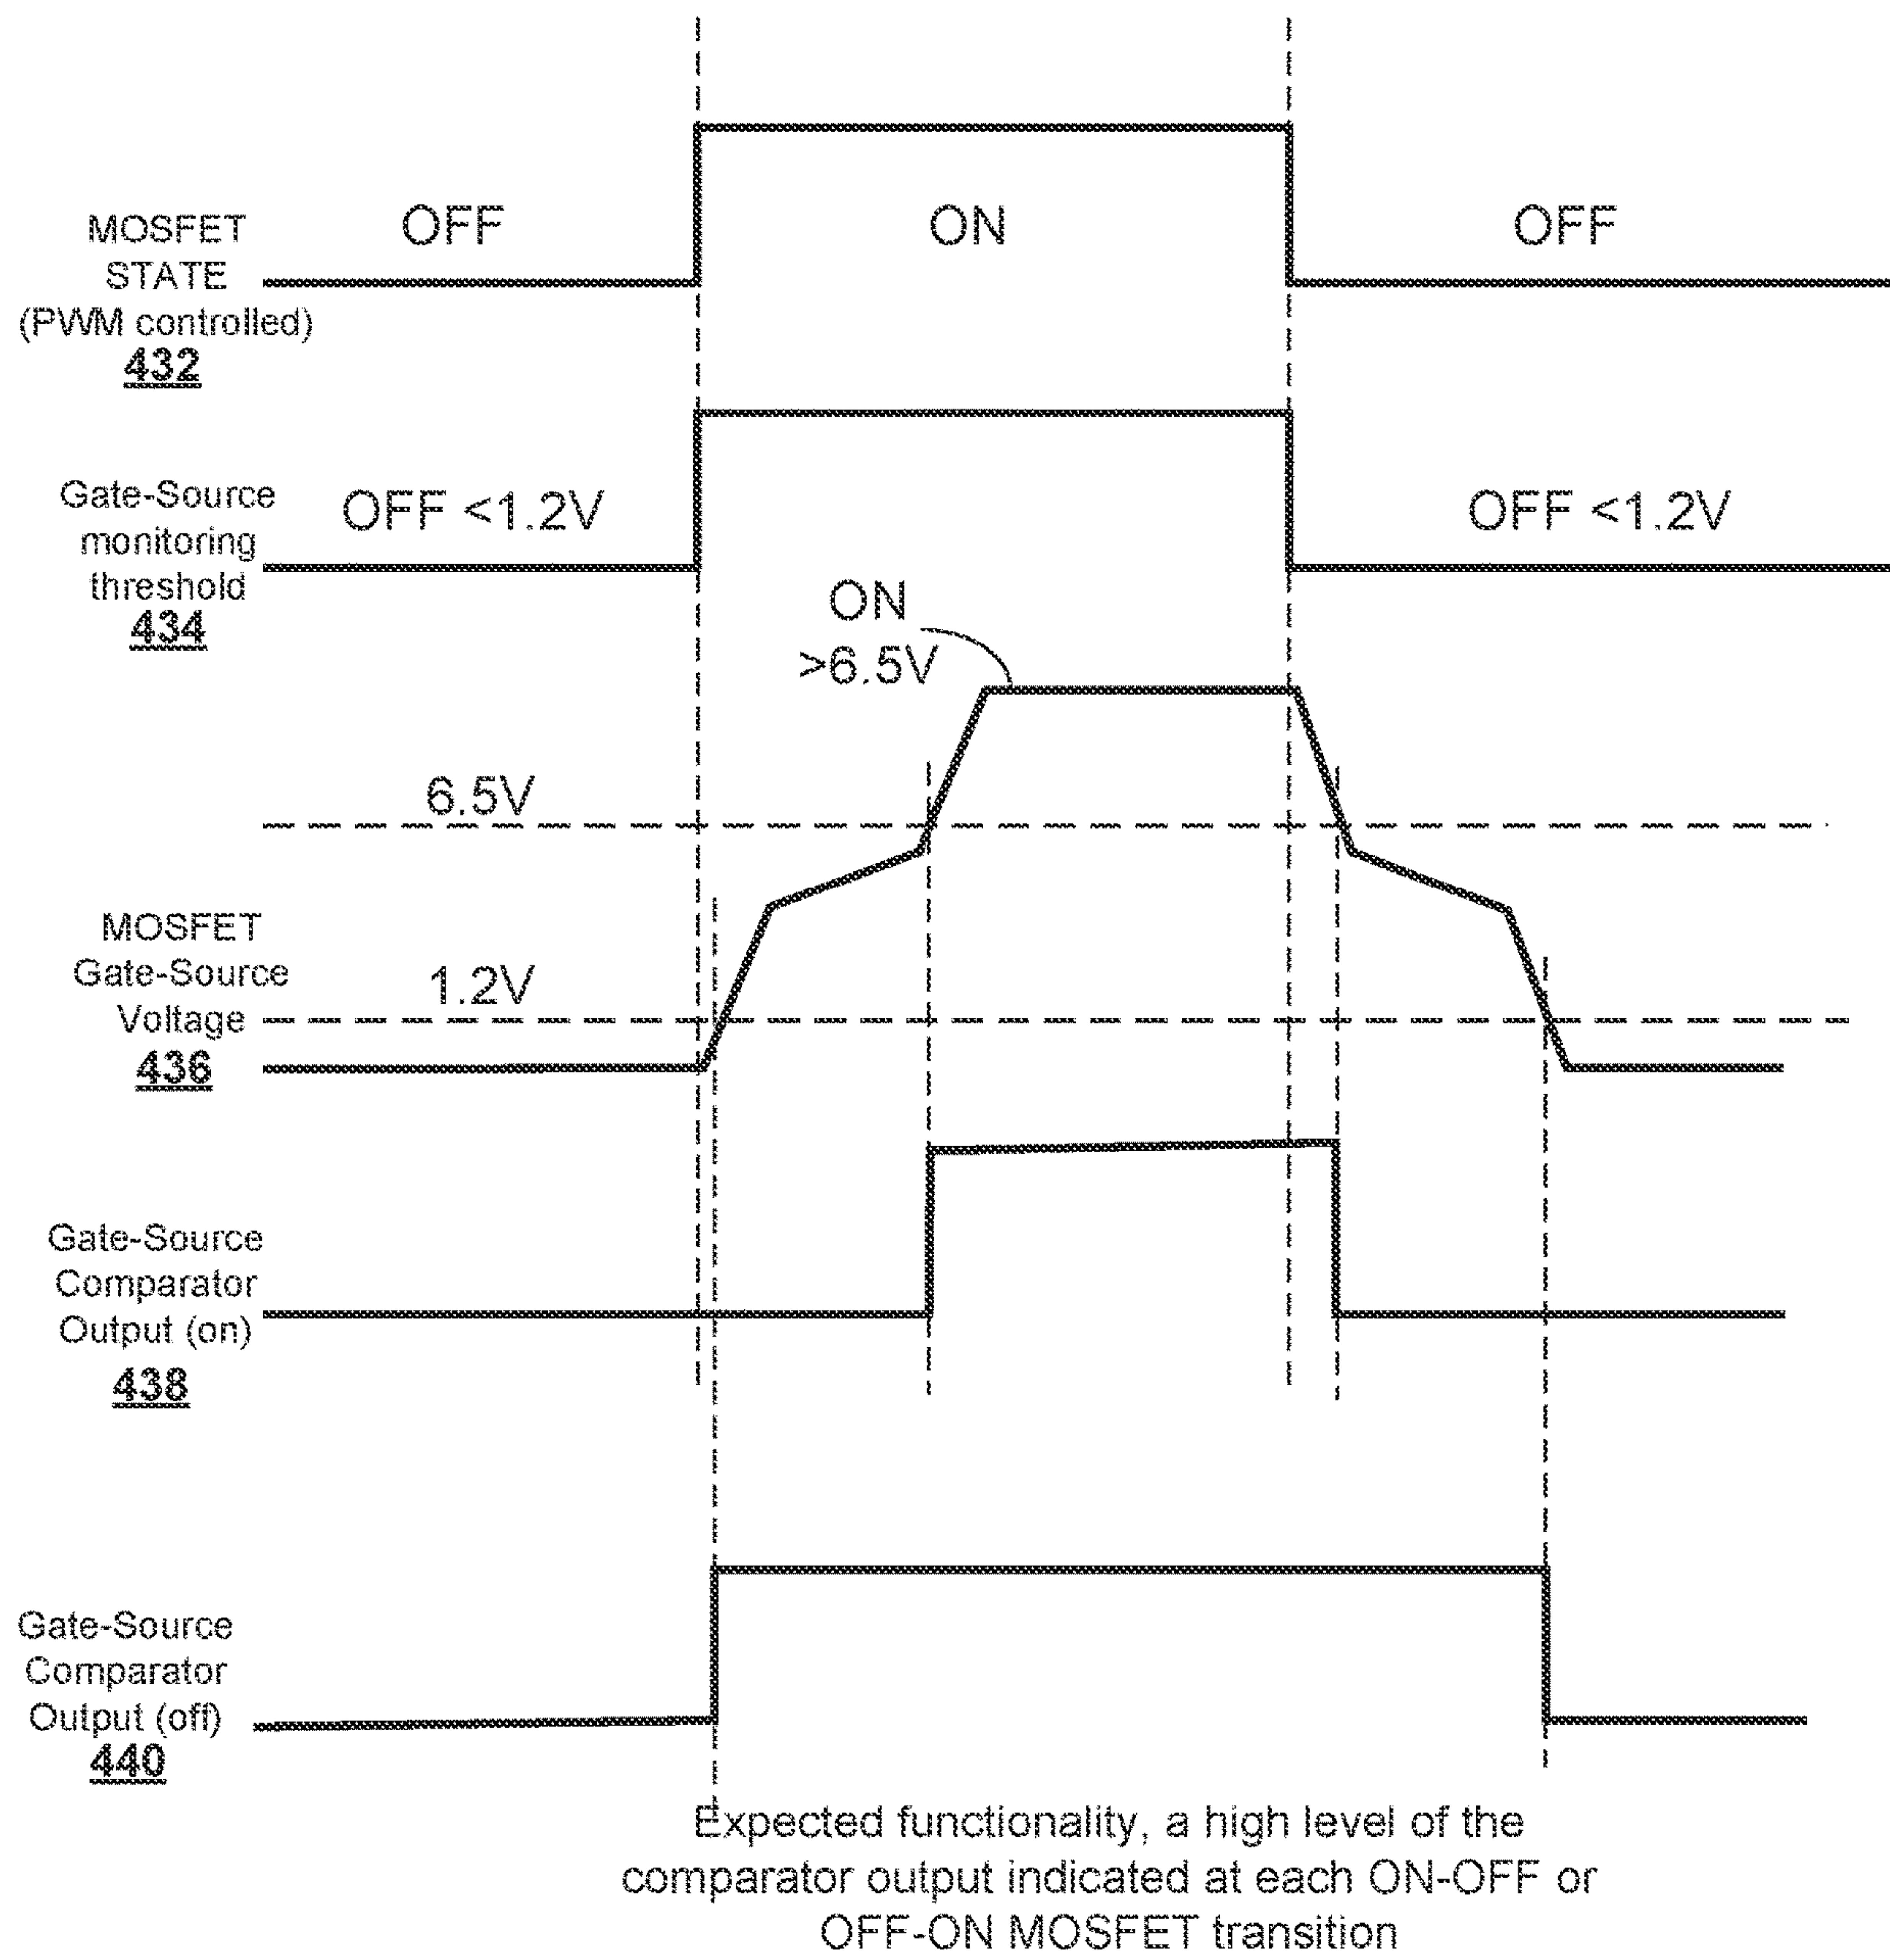 OFF
ON
OFF
MOSFET
STATE
(PWM controlled)
432
Gate-Source
monitoring
threshold
434
OFF <1.2V
OFF <1.2V
ON
>6.5V
6.5V
MOSFET
Gate-Source
Voltage
436
1.2V
Gate-Source
Comparator
Output (on)
438
Gate-Source
Comparator
Output (off)
440
Expected functionality, a high level of the
comparator output indicated at each ON-OFF or
OFF-ON MOSFET transition